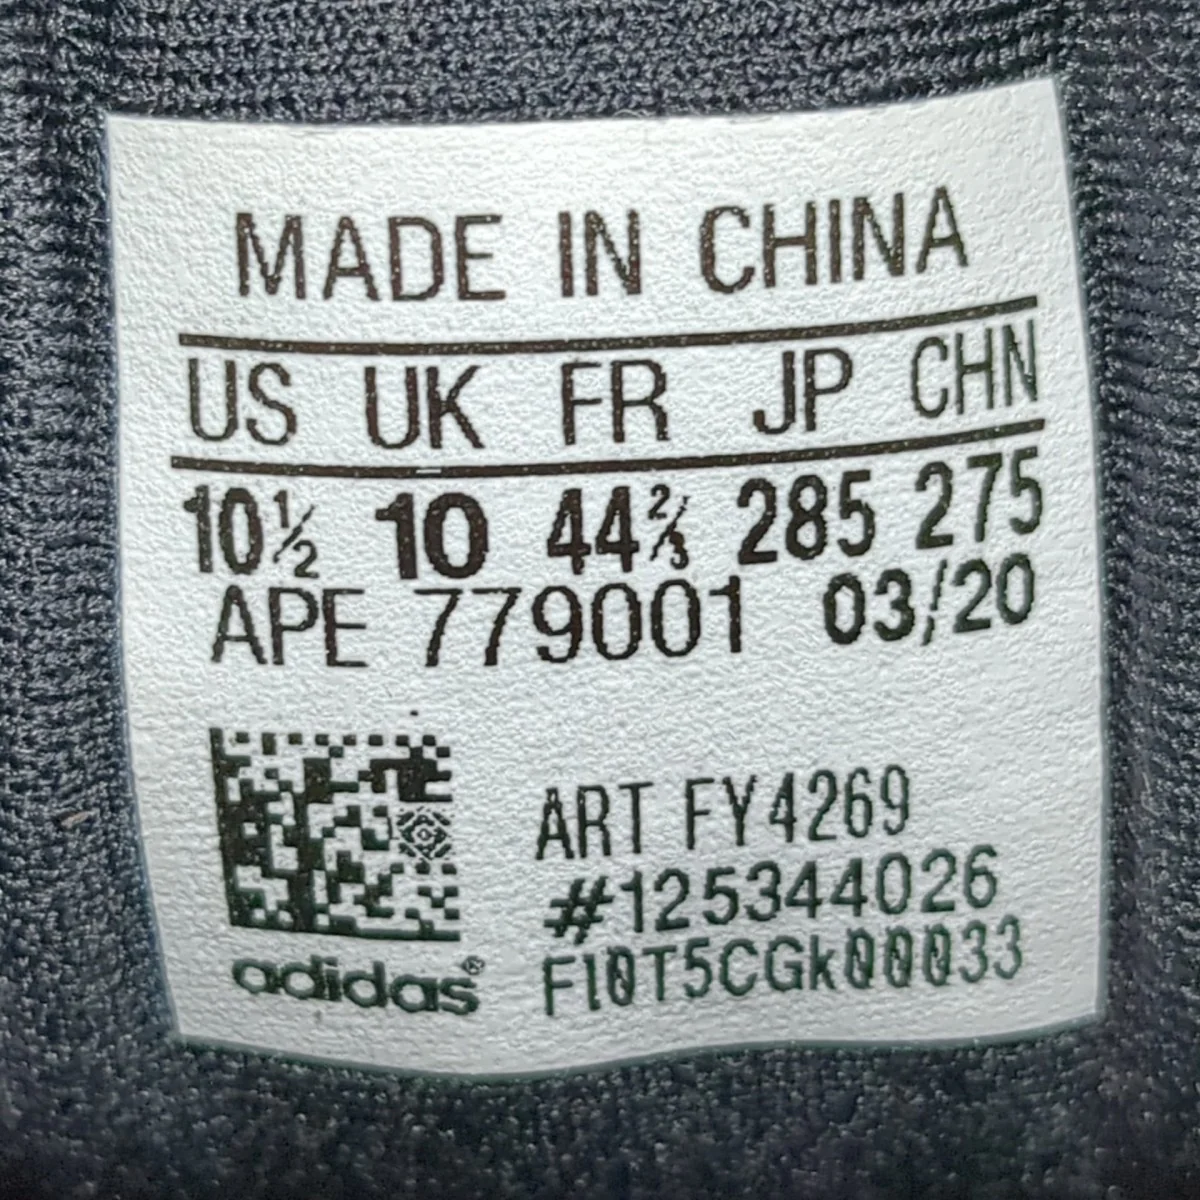 MADE IN CHINA
US UK FR JP CHN
10½ 10 44⅔ 285 275
APE 779001 03/20
ART FY4269
#125344026
Fl0T5CGk00033
adidas®